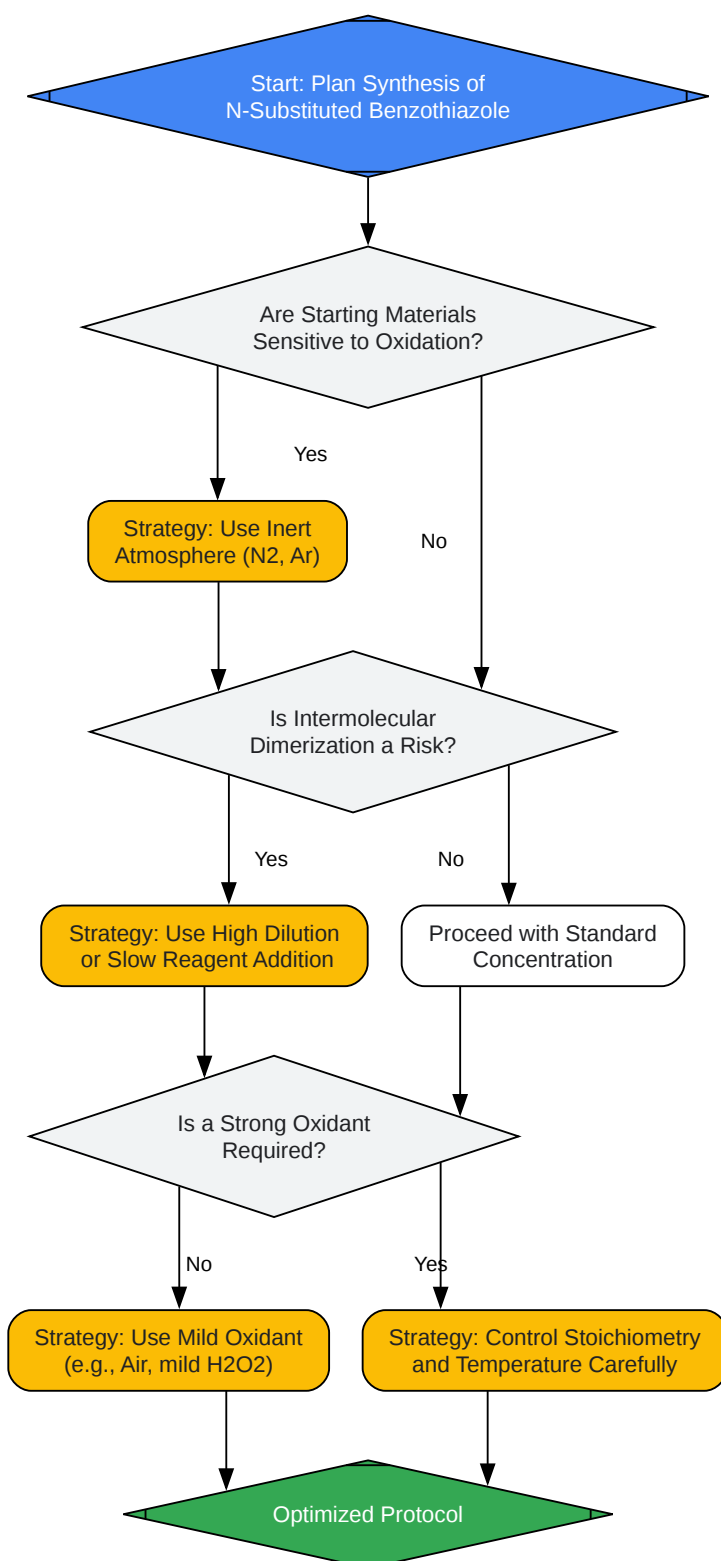 Start: Plan Synthesis of
N-Substituted Benzothiazole
Are Starting Materials
Sensitive to Oxidation?
Yes
Strategy: Use Inert
Atmosphere (N2, Ar)
No
Is Intermolecular
Dimerization a Risk?
Yes
No
Strategy: Use High Dilution
or Slow Reagent Addition
Proceed with Standard
Concentration
Is a Strong Oxidant
Required?
No
Yes
Strategy: Use Mild Oxidant
(e.g., Air, mild H2O2)
Strategy: Control Stoichiometry
and Temperature Carefully
Optimized Protocol